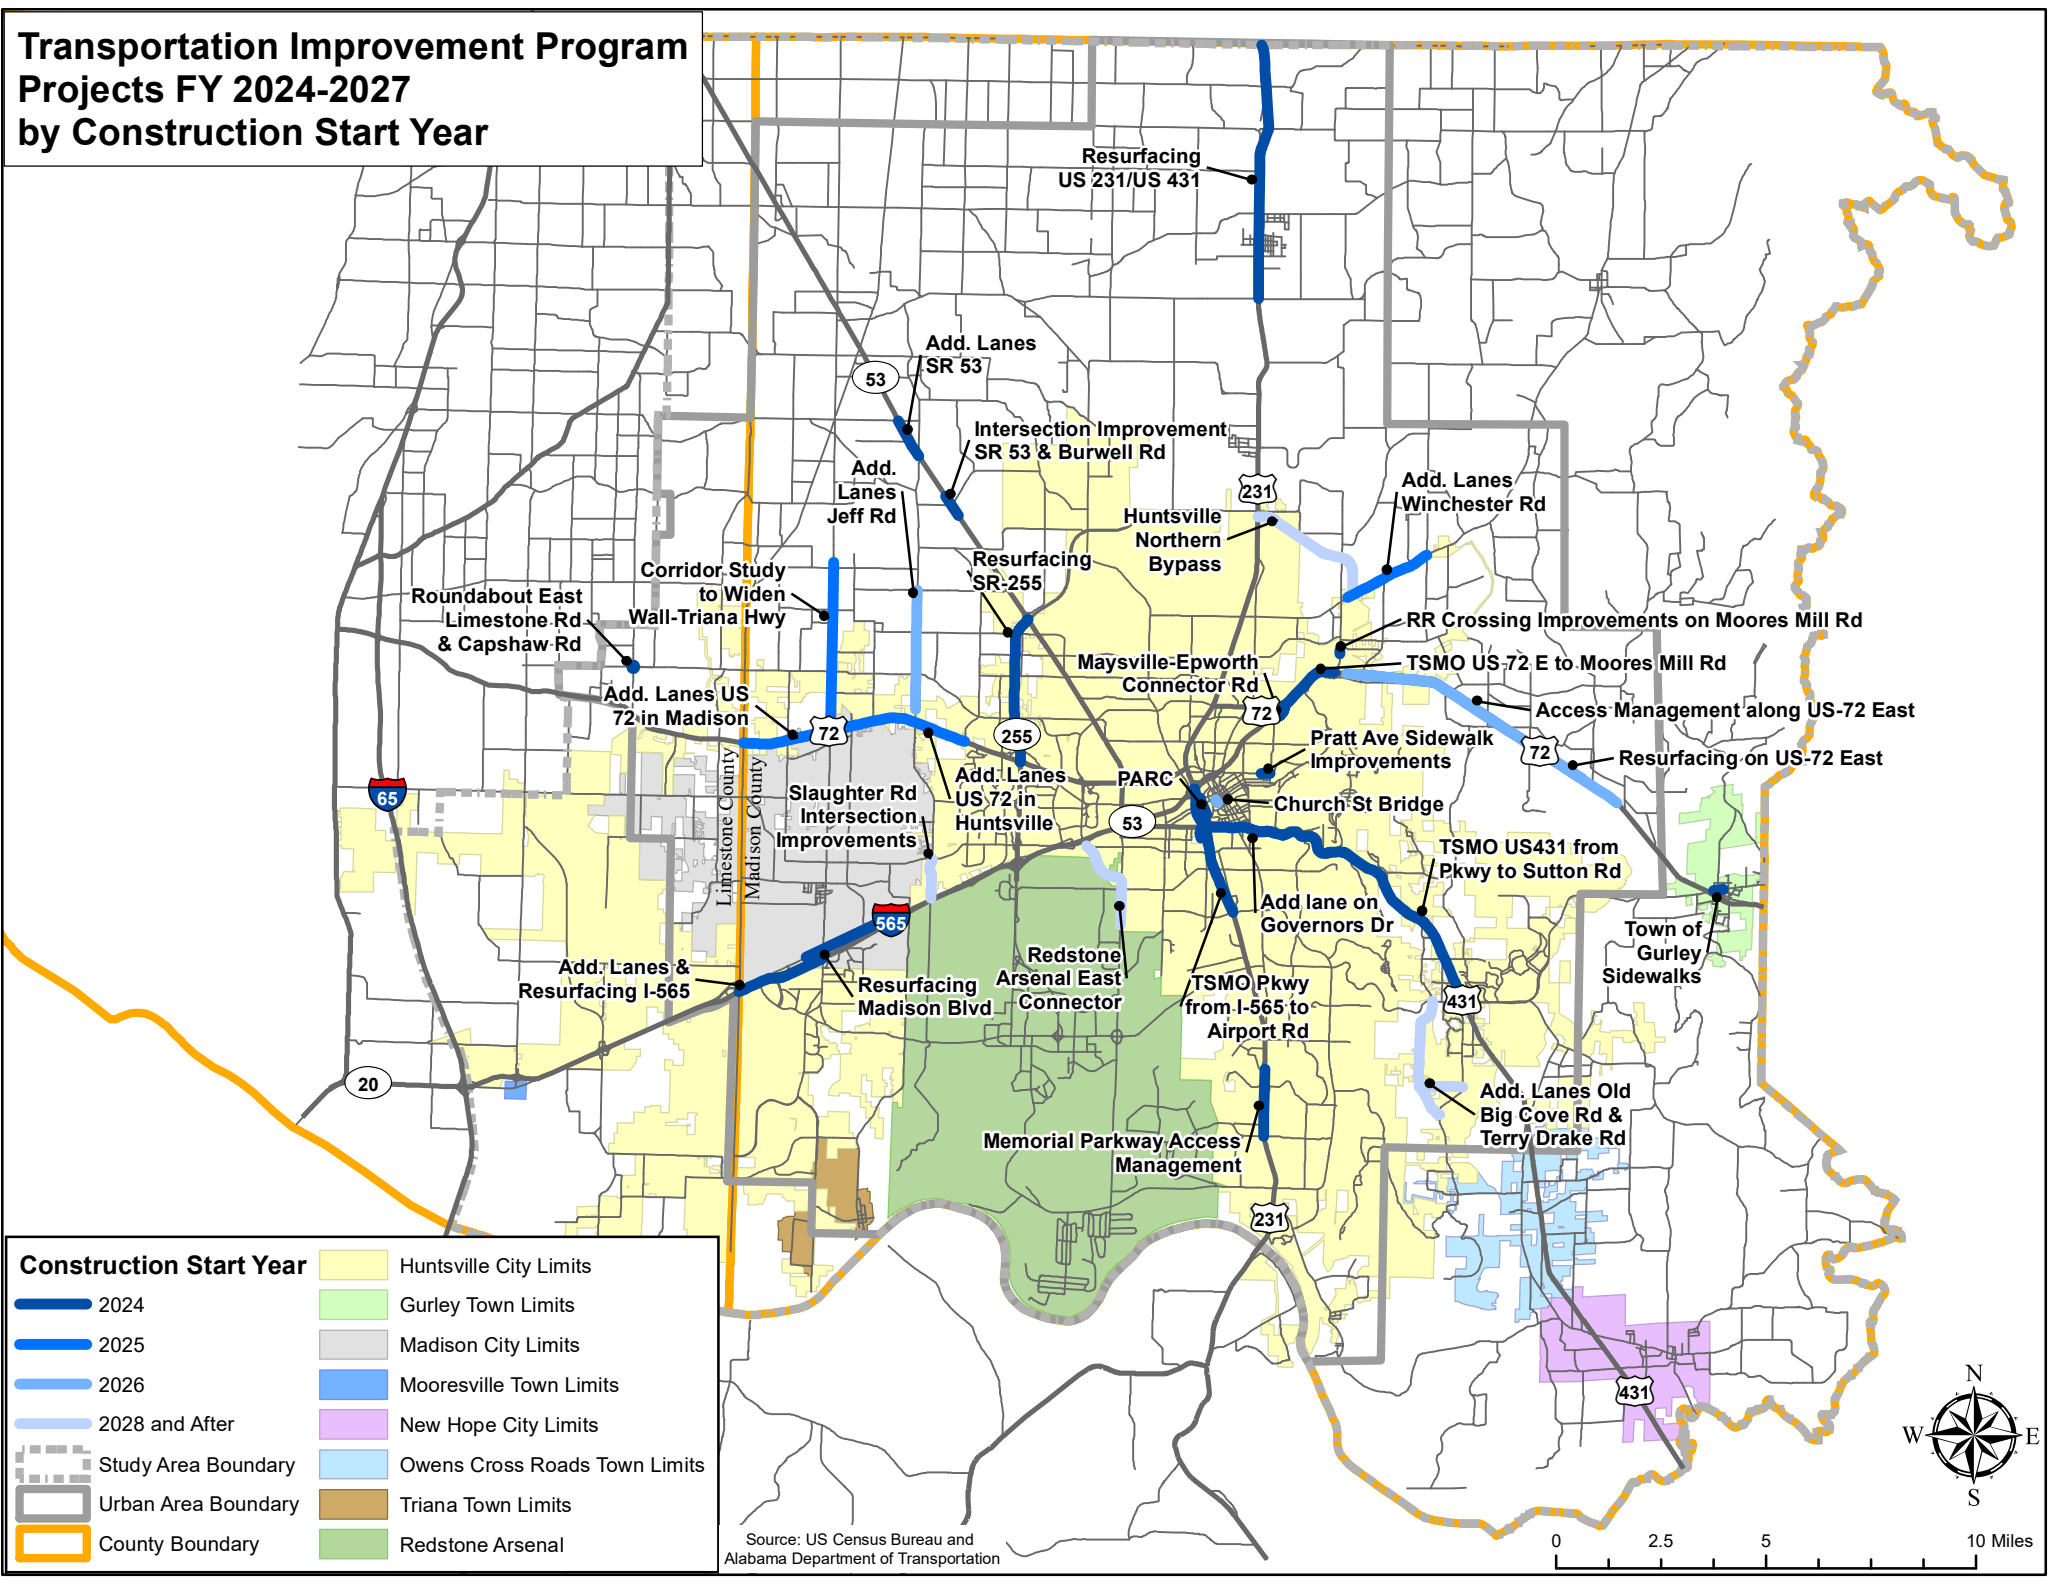 Transportation Improvement Program
Projects FY 2024-2027
by Construction Start Year
Resurfacing
US 231/US 431
Add. Lanes
SR 53
53
Intersection Improvement
SR 53 & Burwell Rd
Add.
Lanes
Jeff Rd
231
Add. Lanes
Winchester Rd
Huntsville
Northern
Bypass
Resurfacing
SR-255
Corridor Study
to Widen
Wall-Triana Hwy
Roundabout East
Limestone Rd
& Capshaw Rd
RR Crossing Improvements on Moores Mill Rd
Maysville-Epworth
Connector Rd
TSMO US-72 E to Moores Mill Rd
Add. Lanes US
72 in Madison
72
255
72
Access Management along US-72 East
Pratt Ave Sidewalk
Improvements
72
Resurfacing on US-72 East
Limestone County
Madison County
65
Add. Lanes
US 72 in
Huntsville
PARC
Church St Bridge
Slaughter Rd
Intersection
Improvements
53
TSMO US431 from
Pkwy to Sutton Rd
565
Add lane on
Governors Dr
Town of
Gurley
Sidewalks
Add. Lanes &
Resurfacing I-565
Resurfacing
Madison Blvd
Redstone
Arsenal East
Connector
TSMO Pkwy
from I-565 to
Airport Rd
431
20
Add. Lanes Old
Big Cove Rd &
Terry Drake Rd
Memorial Parkway Access
Management
231
431
Construction Start Year
2024
2025
2026
2028 and After
Study Area Boundary
Urban Area Boundary
County Boundary
Huntsville City Limits
Gurley Town Limits
Madison City Limits
Mooresville Town Limits
New Hope City Limits
Owens Cross Roads Town Limits
Triana Town Limits
Redstone Arsenal
Source: US Census Bureau and
Alabama Department of Transportation
N
W E
S
0 2.5 5 10 Miles